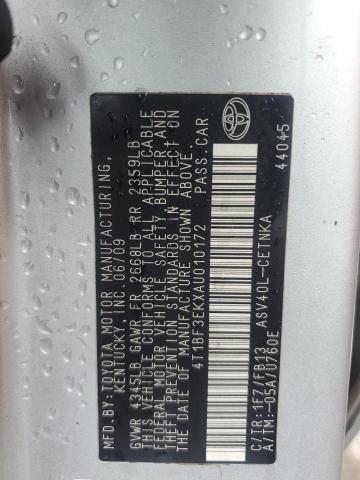 MFD.BY:TOYOTA MOTOR MANUFACTURING,
KENTUCKY, INC.06/09
GVWR 4345LB GAWR FR 2668LB RR 2359LB
THIS VEHICLE CONFORMS TO ALL APPLICABLE
FEDERAL MOTOR VEHICLE SAFETY, BUMPER, AND
THEFT PREVENTION STANDARDS IN EFFECT ON
THE DATE OF MANUFACTURE SHOWN ABOVE.
4T1BF3EKXAU010172 PASS.CAR
C/TR:1F7/FB13 ASV40L-CETNKA
A/TM:-05A/U760E 44045